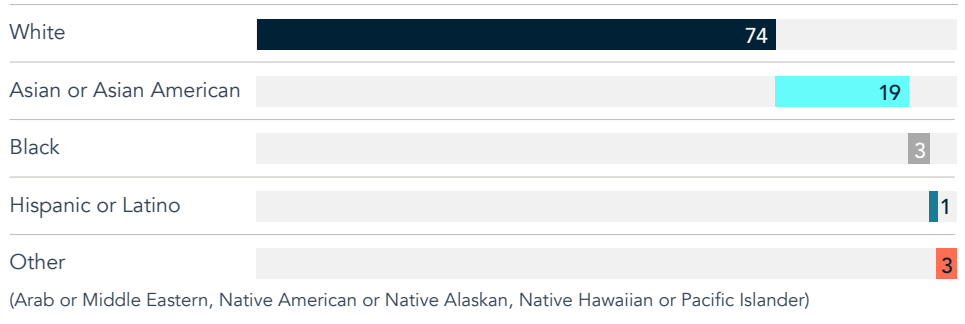 White 74
Asian or Asian American 19
Black 3
Hispanic or Latino 1
Other 3
(Arab or Middle Eastern, Native American or Native Alaskan, Native Hawaiian or Pacific Islander)